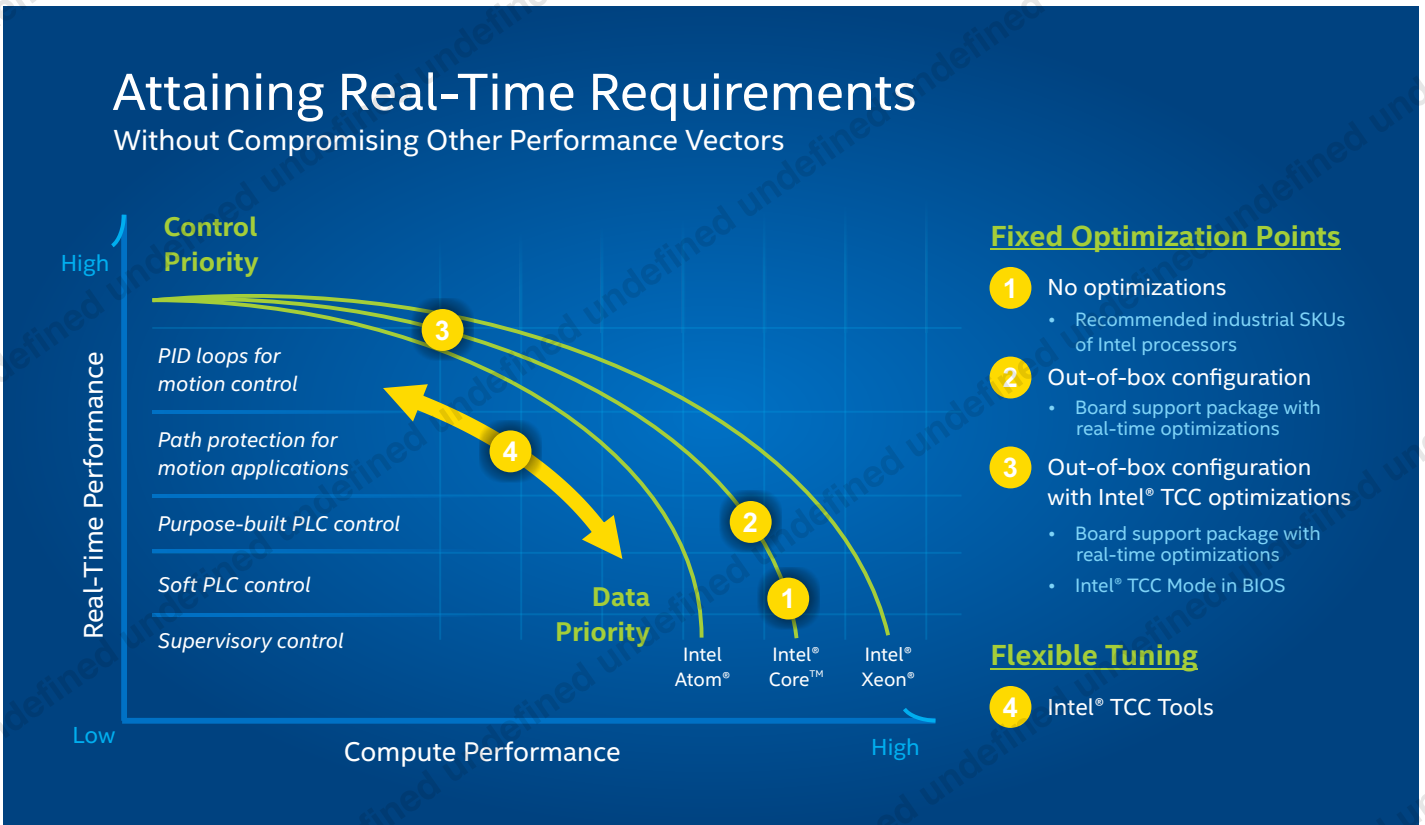 Attaining Real-Time Requirements
Without Compromising Other Performance Vectors
Control
Priority
High
3
PID loops for
motion control
Real-Time Performance
4
Path protection for
motion applications
Purpose-built PLC control
2
Soft PLC control
Data
Priority
1
Supervisory control
Intel
Atom®
Intel®
Core™
Intel®
Xeon®
Low
Compute Performance
High
Fixed Optimization Points
1 No optimizations
• Recommended industrial SKUs
of Intel processors
2 Out-of-box configuration
• Board support package with
real-time optimizations
3 Out-of-box configuration
with Intel® TCC optimizations
• Board support package with
real-time optimizations
• Intel® TCC Mode in BIOS
Flexible Tuning
4 Intel® TCC Tools
undefined undefined undefined undefined